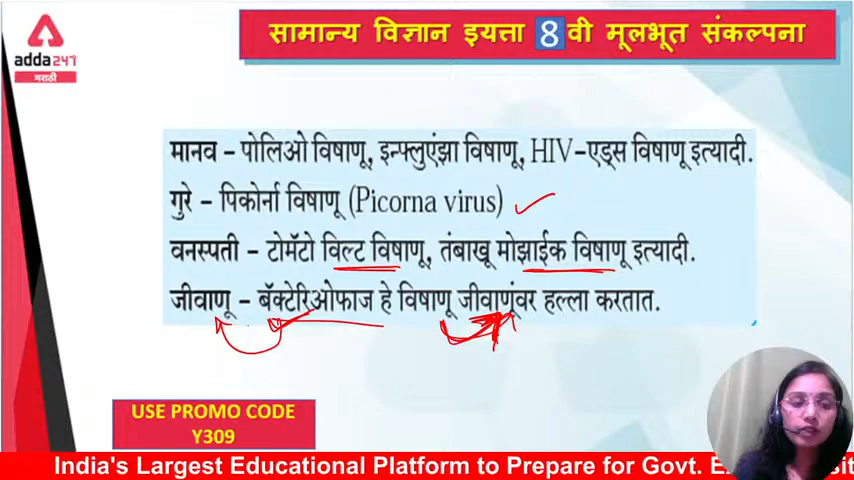 सामान्य विज्ञान इयत्ता 8 वी मूलभूत संकल्पना
adda247
मराठी
मानव – पोलिओ विषाणू, इन्फ्लुएंझा विषाणू, HIV-एड्स विषाणू इत्यादी.
गुरे – पिकोर्ना विषाणू (Picorna virus)
वनस्पती – टोमॅटो विल्ट विषाणू, तंबाखू मोझाईक विषाणू इत्यादी.
जीवाणू – बॅक्टेरिओफाज हे विषाणू जीवाणूंवर हल्ला करतात.
USE PROMO CODE
Y309
India's Largest Educational Platform to Prepare for Govt.